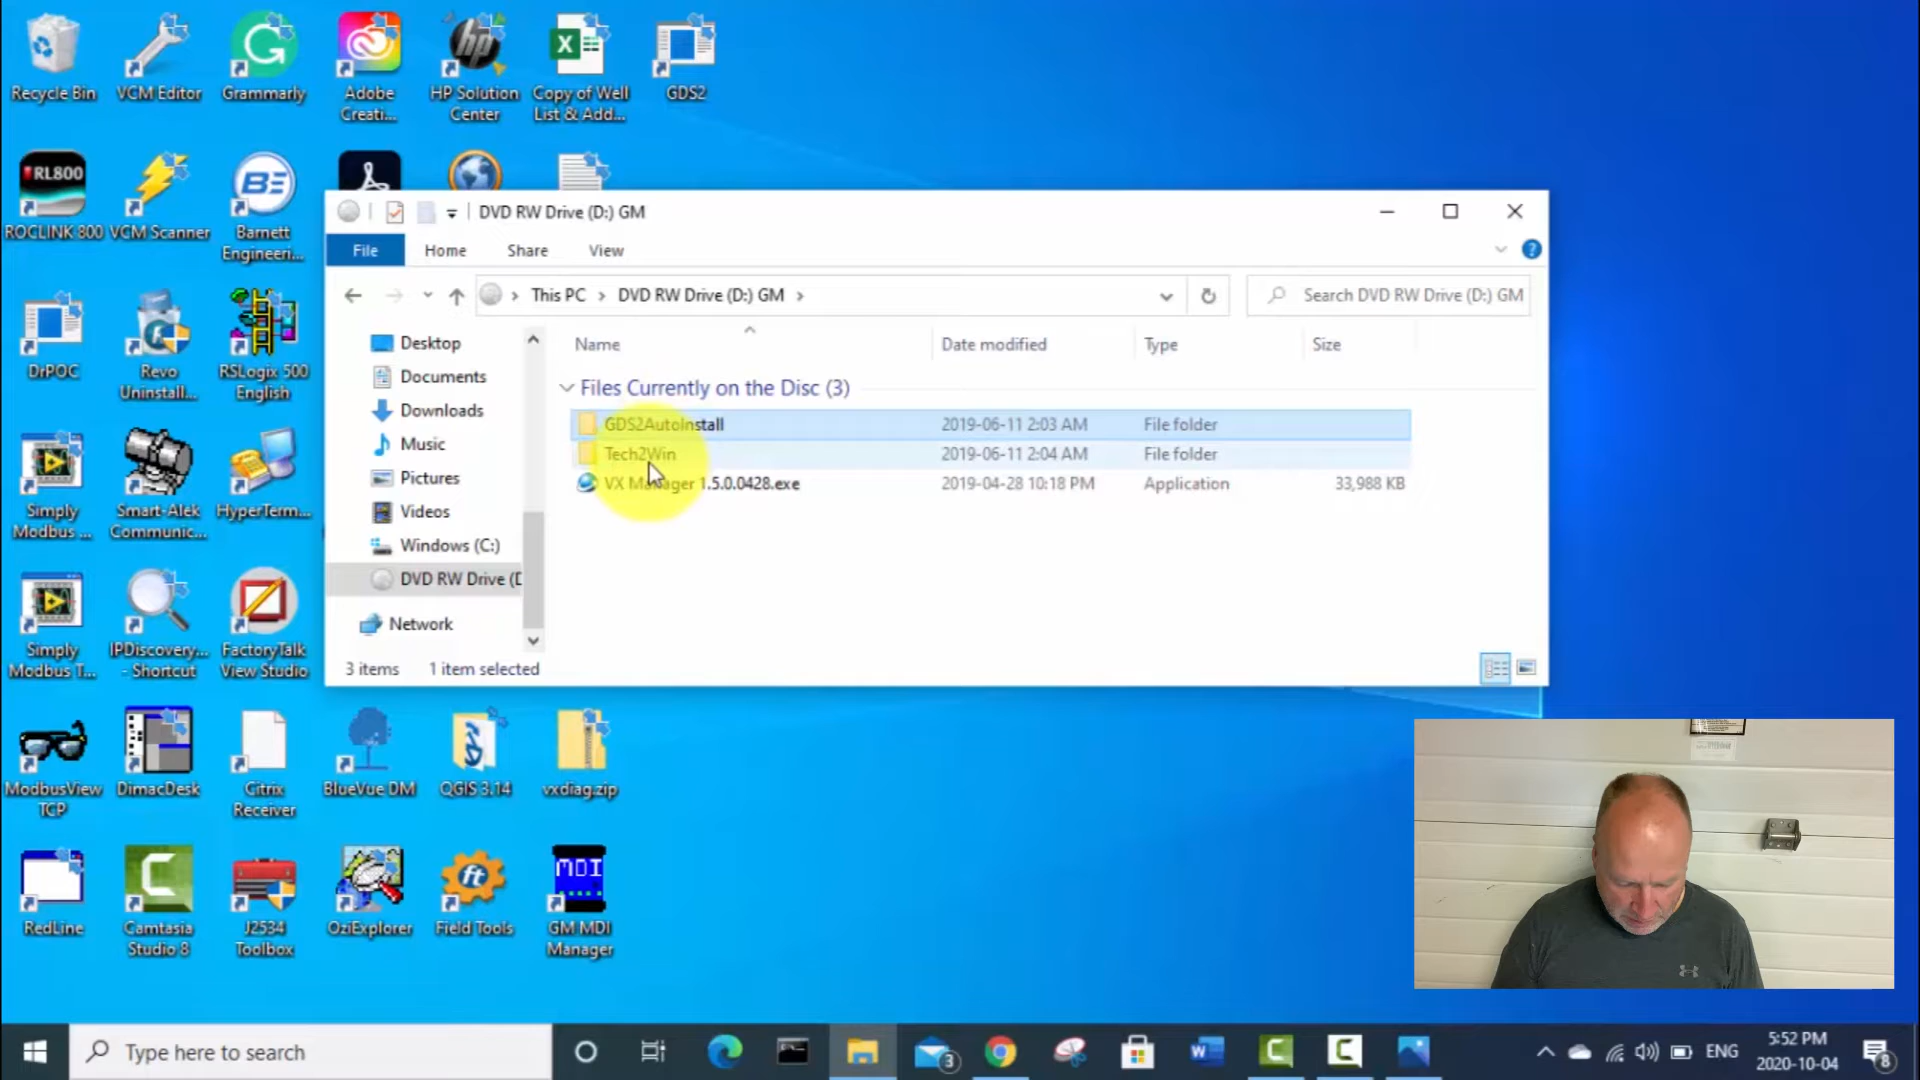 Recycle Bin
VCM Editor
Grammarly
Adobe
Creati...
hp
HP Solution
Center
X
Copy of Well
List & Add...
GDS2
RL800
ROCLINK 800
VCM Scanner
BE
Barnett
Engineeri...
DrPOC
Revo
Uninstall...
RSLogix 500
English
Simply
Modbus ...
Smart-Alek
Communic...
HyperTerm...
Simply
Modbus T...
IPDiscovery...
- Shortcut
FactoryTalk
View Studio
ModbusView
TCP
DimacDesk
Citrix
Receiver
BlueVue DM
QGIS 3.14
vxdiag.zip
RedLine
Camtasia
Studio 8
J2534
Toolbox
OziExplorer
ft
Field Tools
MDI
GM MDI
Manager
DVD RW Drive (D:) GM
File
Home
Share
View
This PC
DVD RW Drive (D:) GM
Search DVD RW Drive (D:) GM
Desktop
Documents
Downloads
Music
Pictures
Videos
Windows (C:)
DVD RW Drive (D
Network
Name
Date modified
Type
Size
Files Currently on the Disc (3)
GDS2AutoInstall 2019-06-11 2:03 AM File folder
Tech2Win 2019-06-11 2:04 AM File folder
VX Manager 1.5.0.0428.exe 2019-04-28 10:18 PM Application 33,988 KB
3 items
1 item selected
Type here to search
3
ENG
5:52 PM
2020-10-04
8